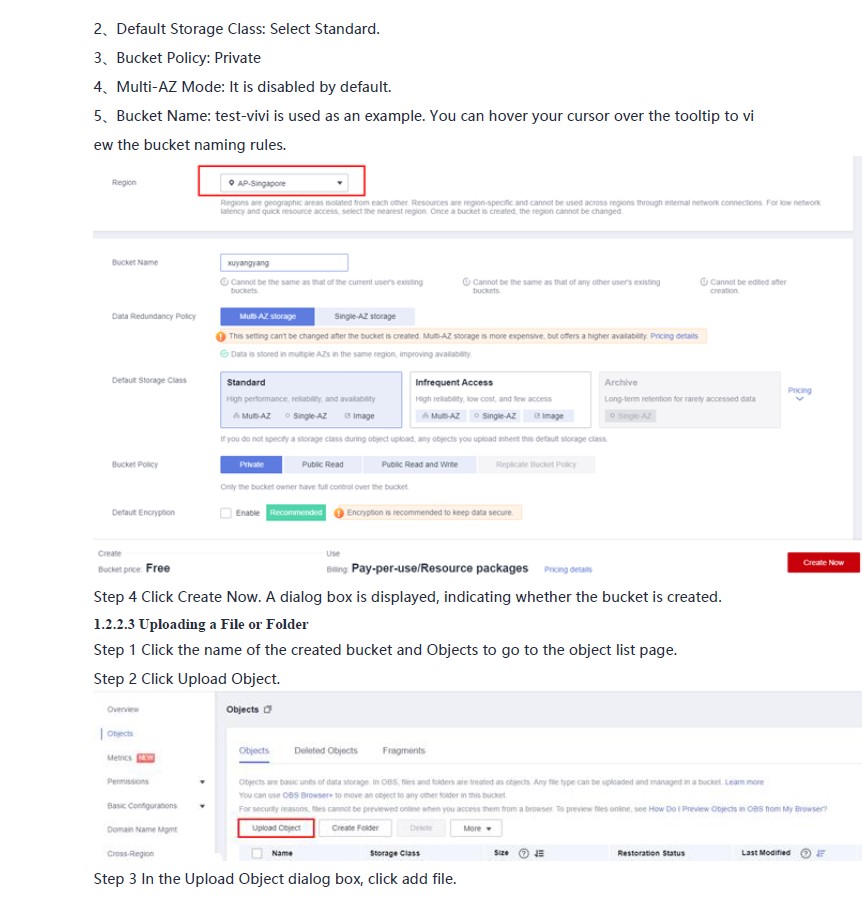 2、Default Storage Class: Select Standard.
3、Bucket Policy: Private
4、Multi-AZ Mode: It is disabled by default.
5、Bucket Name: test-vivi is used as an example. You can hover your cursor over the tooltip to vi
ew the bucket naming rules.
Region AP-Singapore
Regions are geographic areas isolated from each other. Resources are region-specific and cannot be used across regions through internal network connections. For low network
latency and quick resource access, select the nearest region. Once a bucket is created, the region cannot be changed.
Bucket Name xuyangyang
Cannot be the same as that of the current user's existing Cannot be the same as that of any other user's existing Cannot be edited after
buckets. buckets. creation.
Data Redundancy Policy Multi-AZ storage Single-AZ storage
This setting can't be changed after the bucket is created. Multi-AZ storage is more expensive, but offers a higher availability. Pricing details
Data is stored in multiple AZs in the same region, improving availability.
Default Storage Class Standard Infrequent Access Archive
High performance, reliability, and availability High reliability, low cost, and few access Long-term retention for rarely accessed data Pricing
Multi-AZ Single-AZ Image Multi-AZ Single-AZ Image Single-AZ
If you do not specify a storage class during object upload, any objects you upload inherit this default storage class.
Bucket Policy Private Public Read Public Read and Write Replicate Bucket Policy
Only the bucket owner have full control over the bucket.
Default Encryption Enable Recommended Encryption is recommended to keep data secure.
Create Use
Bucket price: Free Billing: Pay-per-use/Resource packages Pricing details Create Now
Step 4 Click Create Now. A dialog box is displayed, indicating whether the bucket is created.
1.2.2.3 Uploading a File or Folder
Step 1 Click the name of the created bucket and Objects to go to the object list page.
Step 2 Click Upload Object.
Overview Objects
Objects
Metrics NEW Objects Deleted Objects Fragments
Permissions Objects are basic units of data storage. In OBS, files and folders are treated as objects. Any file type can be uploaded and managed in a bucket. Learn more
You can use OBS Browser+ to move an object to any other folder in this bucket.
Basic Configurations For security reasons, files cannot be previewed online when you access them from a browser. To preview files online, see How Do I Preview Objects in OBS from My Browser?
Domain Name Mgmt Upload Object Create Folder Delete More
Cross-Region Name Storage Class Size Restoration Status Last Modified
Step 3 In the Upload Object dialog box, click add file.